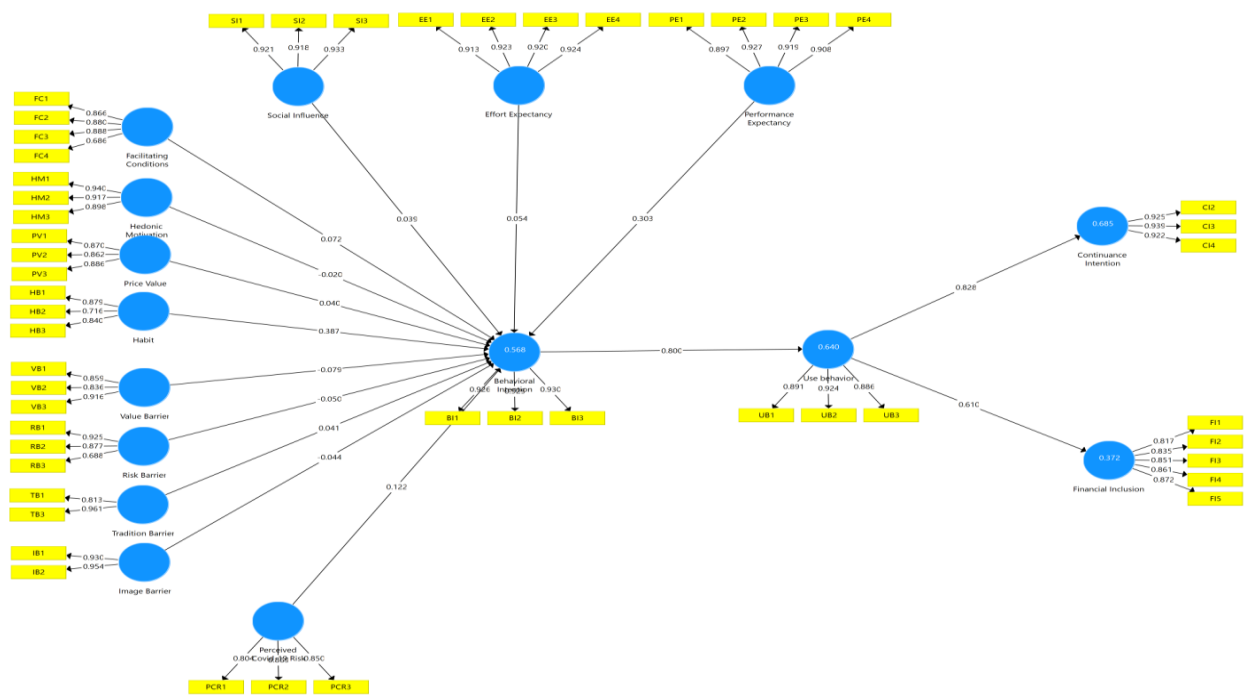 SI1 SI2 SI3
EE1 EE2 EE3 EE4
PE1 PE2 PE3 PE4
0.921 0.918 0.933
0.913 0.923 0.920 0.924
0.897 0.927 0.919 0.908
Social Influence
Effort Expectancy
Performance
Expectancy
FC1
FC2
FC3
FC4
0.866
0.880
0.888
0.686
Facilitating
Conditions
HM1
HM2
HM3
0.940
0.917
0.898
Hedonic
Motivation
PV1
PV2
PV3
0.870
0.862
0.886
Price Value
HB1
HB2
HB3
0.879
0.716
0.840
Habit
VB1
VB2
VB3
0.859
0.836
0.916
Value Barrier
RB1
RB2
RB3
0.925
0.877
0.688
Risk Barrier
TB1
TB3
0.813
0.961
Tradition Barrier
IB1
IB2
0.930
0.954
Image Barrier
0.035
0.054
0.303
0.072
-0.020
0.040
0.387
-0.079
-0.050
0.041
-0.044
0.122
0.568
Behavioral
Intention
0.930
BI1 BI2 BI3
0.800
0.640
Use behavior
0.891 0.924 0.886
UB1 UB2 UB3
0.828
0.610
0.685
Continuance
Intention
0.925
0.939
0.922
CI2
CI3
CI4
0.372
Financial Inclusion
0.817
0.835
0.851
0.861
0.872
FI1
FI2
FI3
FI4
FI5
Perceived
Covid-19 Risk
0.804 0.850
PCR1 PCR2 PCR3